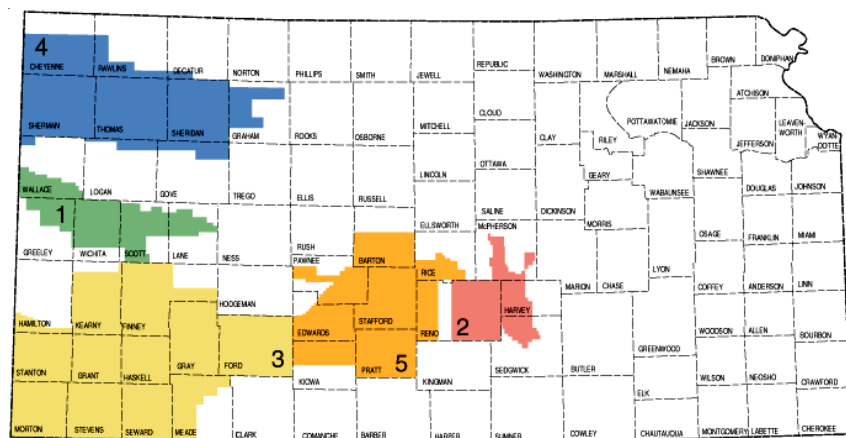 4
CHEYENNE RAWLINS DECATUR NORTON PHILLIPS SMITH JEWELL REPUBLIC WASHINGTON MARSHALL NEMAHA BROWN DONIPHAN
ATCHISON
SHERMAN THOMAS SHERIDAN GRAHAM ROOKS OSBORNE MITCHELL CLOUD CLAY RILEY POTTAWATOMIE JACKSON JEFFERSON LEAVEN-
WORTH WYAN
DOTTE
LINCOLN OTTAWA GEARY SHAWNEE
WALLACE LOGAN GOVE TREGO ELLIS RUSSELL SALINE DICKINSON WABAUNSEE DOUGLAS JOHNSON
1
ELLSWORTH McPHERSON MORRIS OSAGE FRANKLIN MIAMI
GREELEY WICHITA SCOTT LANE NESS RUSH
PAWNEE BARTON RICE MARION CHASE LYON COFFEY ANDERSON LINN
HODGEMAN
HAMILTON KEARNY FINNEY EDWARDS STAFFORD RENO 2 HARVEY WOODSON ALLEN BOURBON
GREENWOOD
STANTON GRANT HASKELL GRAY FORD 3 PRATT 5 SEDGWICK BUTLER
KIOWA KINGMAN WILSON NEOSHO CRAWFORD
ELK
MORTON STEVENS SEWARD MEADE CLARK COMANCHE BARBER HARPER SUMNER COWLEY CHAUTAUQUA MONTGOMERY LABETTE CHEROKEE